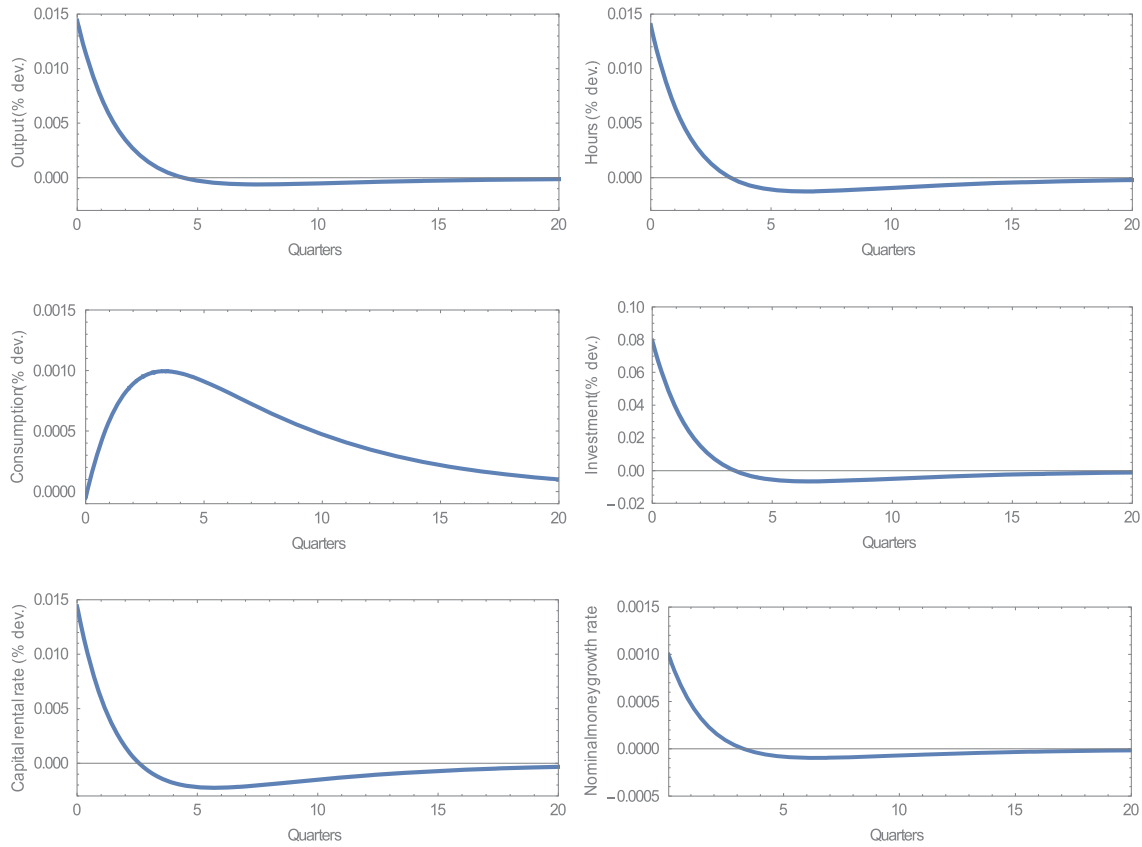 0.015
0.010
0.005
0.000
Output (% dev.)
0 5 10 15 20
Quarters
0.015
0.010
0.005
0.000
Hours (% dev.)
0 5 10 15 20
Quarters
0.0015
0.0010
0.0005
0.0000
Consumption(% dev.)
0 5 10 15 20
Quarters
0.10
0.08
0.06
0.04
0.02
0.00
−0.02
Investment(% dev.)
0 5 10 15 20
Quarters
0.015
0.010
0.005
0.000
Capital rental rate (% dev.)
0 5 10 15 20
Quarters
0.0015
0.0010
0.0005
0.0000
−0.0005
Nominalmoneygrowth rate
5 10 15 20
Quarters